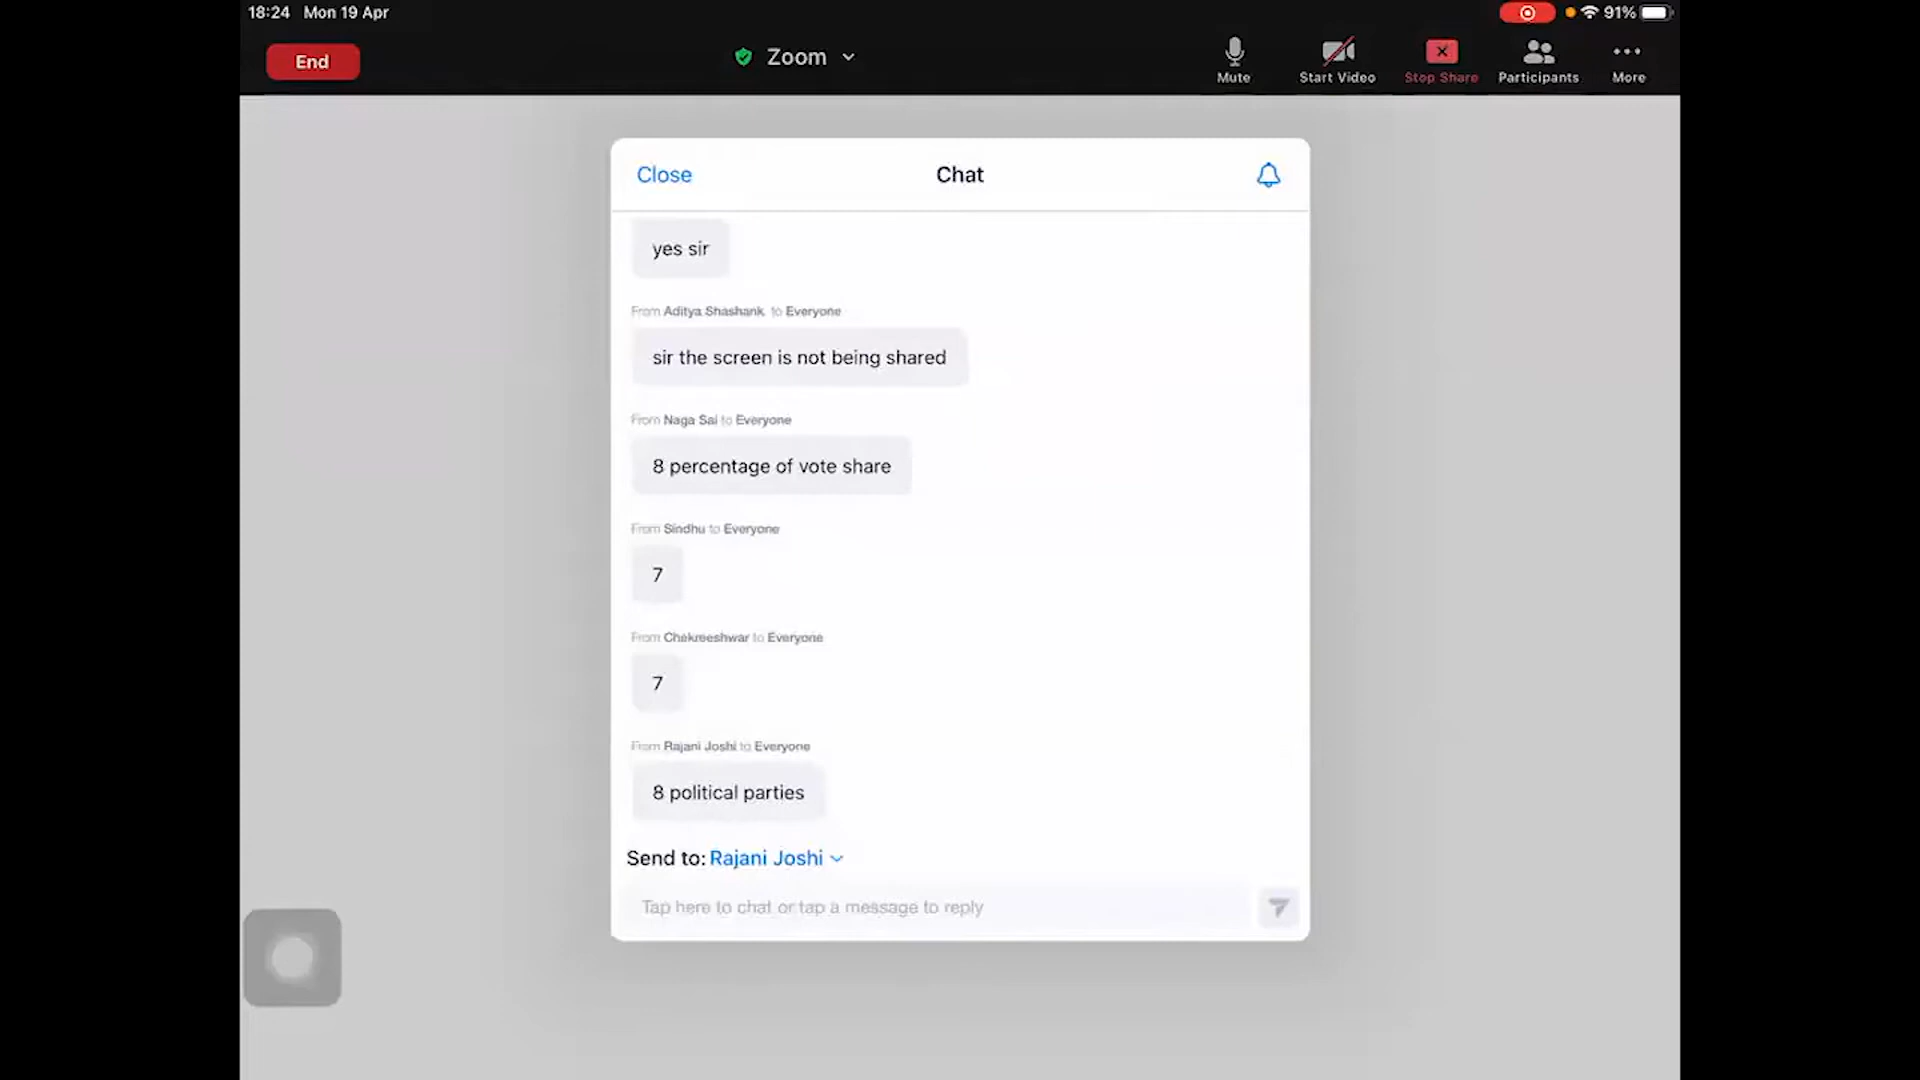 18:24 Mon 19 Apr
91%
End
Zoom
Mute
Start Video
Stop Share
Participants
More
Close
Chat
yes sir
From Aditya Shashank to Everyone
sir the screen is not being shared
From Naga Sai to Everyone
8 percentage of vote share
From Sindhu to Everyone
7
From Chakreeshwar to Everyone
7
From Rajani Joshi to Everyone
8 political parties
Send to: Rajani Joshi
Tap here to chat or tap a message to reply